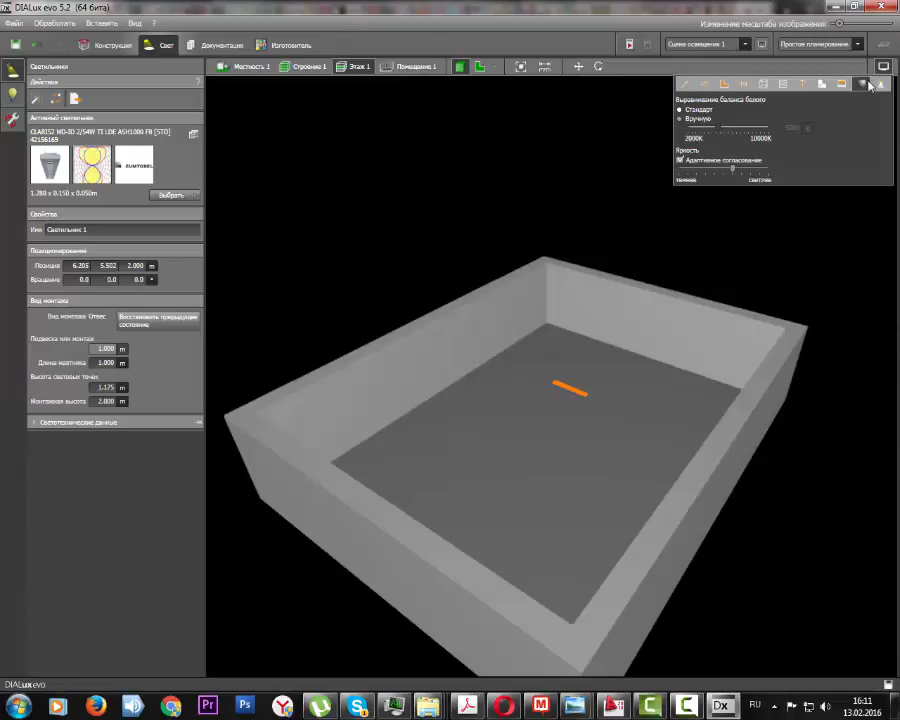 DIALux evo 5.2 (64 бита)
Файл Обработать Вставить Вид
Изменение масштаба изображения
Конструкция Свет Документация Изготовитель
Сцена освещения 1 Простое планирование
Светильники
Местность 1 Строение 1 Этаж 1 Помещение 1
Действия
Активный светильник
CLARIS2 MD-ID 2/54W TI LDE ASH1000 FB [STD]
42156169
ZUMTOBEL
1.280 x 0.150 x 0.050m
Выбрать
Свойства
Имя Светильник 1
Позиционирование
Позиция 6.205 5.502 2.000 m
Вращение 0.0 0.0 0.0 °
Вид монтажа
Вид монтажа Отвес Восстановить предыдущее состояние
Подвеска или монтаж
1.000 m
Длина маятника 1.000 m
Высота световых точек
1.175 m
Монтажная высота 2.000 m
Светотехнические данные
Выравнивание баланса белого
Стандарт
Вручную
2000K 10000K
Яркость
Адаптивное согласование
темнее светлее
DIALux evo
RU
16:11
13.02.2016